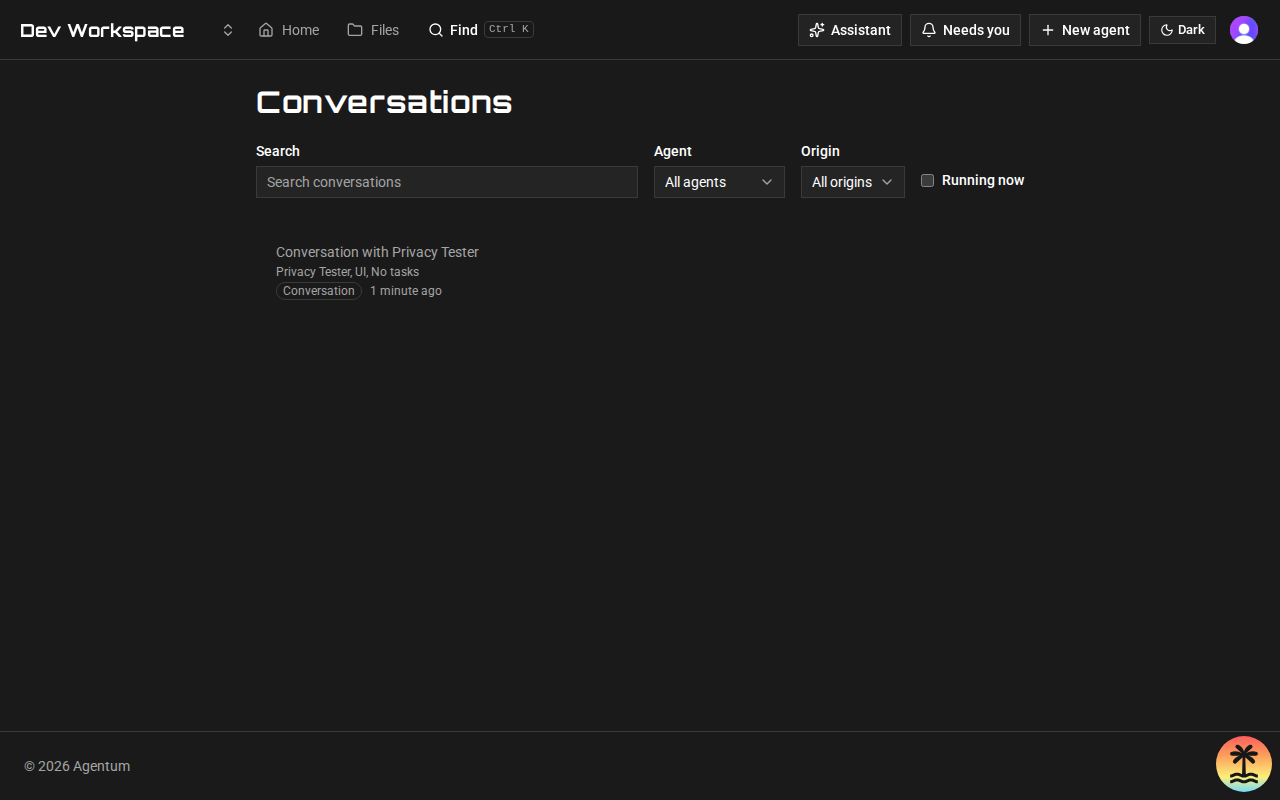 Dev Workspace
Home
Files
Find
Ctrl K
Assistant
Needs you
New agent
Dark
Conversations
Search
Agent
Origin
Search conversations
All agents
All origins
Running now
Conversation with Privacy Tester
Privacy Tester, UI, No tasks
Conversation
1 minute ago
© 2026 Agentum